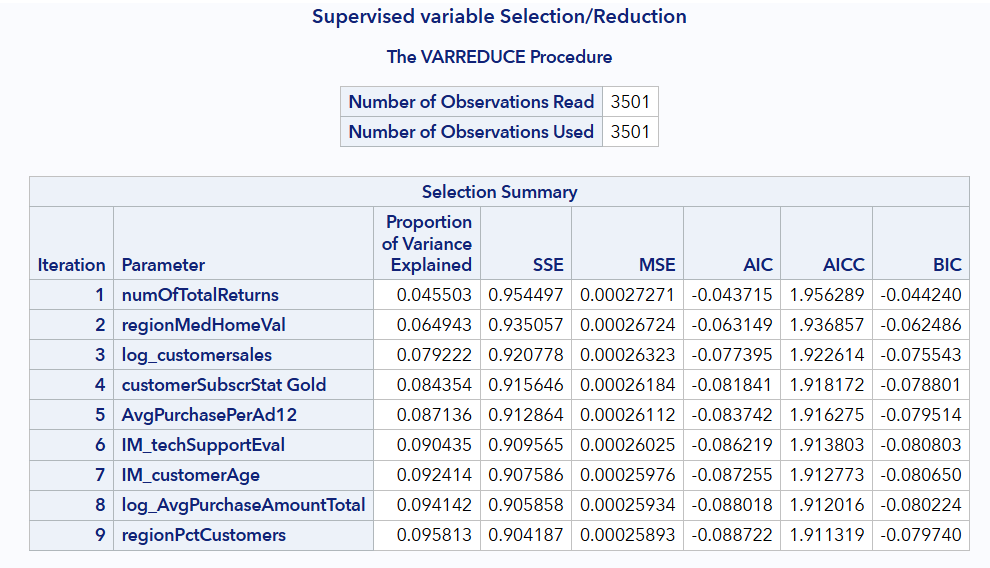 Supervised variable Selection/Reduction
The VARREDUCE Procedure
Number of Observations Read 3501
Number of Observations Used 3501
Selection Summary
Iteration Parameter Proportion of Variance Explained SSE MSE AIC AICC BIC
1 numOfTotalReturns 0.045503 0.954497 0.00027271 -0.043715 1.956289 -0.044240
2 regionMedHomeVal 0.064943 0.935057 0.00026724 -0.063149 1.936857 -0.062486
3 log_customersales 0.079222 0.920778 0.00026323 -0.077395 1.922614 -0.075543
4 customerSubscrStat Gold 0.084354 0.915646 0.00026184 -0.081841 1.918172 -0.078801
5 AvgPurchasePerAd12 0.087136 0.912864 0.00026112 -0.083742 1.916275 -0.079514
6 IM_techSupportEval 0.090435 0.909565 0.00026025 -0.086219 1.913803 -0.080803
7 IM_customerAge 0.092414 0.907586 0.00025976 -0.087255 1.912773 -0.080650
8 log_AvgPurchaseAmountTotal 0.094142 0.905858 0.00025934 -0.088018 1.912016 -0.080224
9 regionPctCustomers 0.095813 0.904187 0.00025893 -0.088722 1.911319 -0.079740